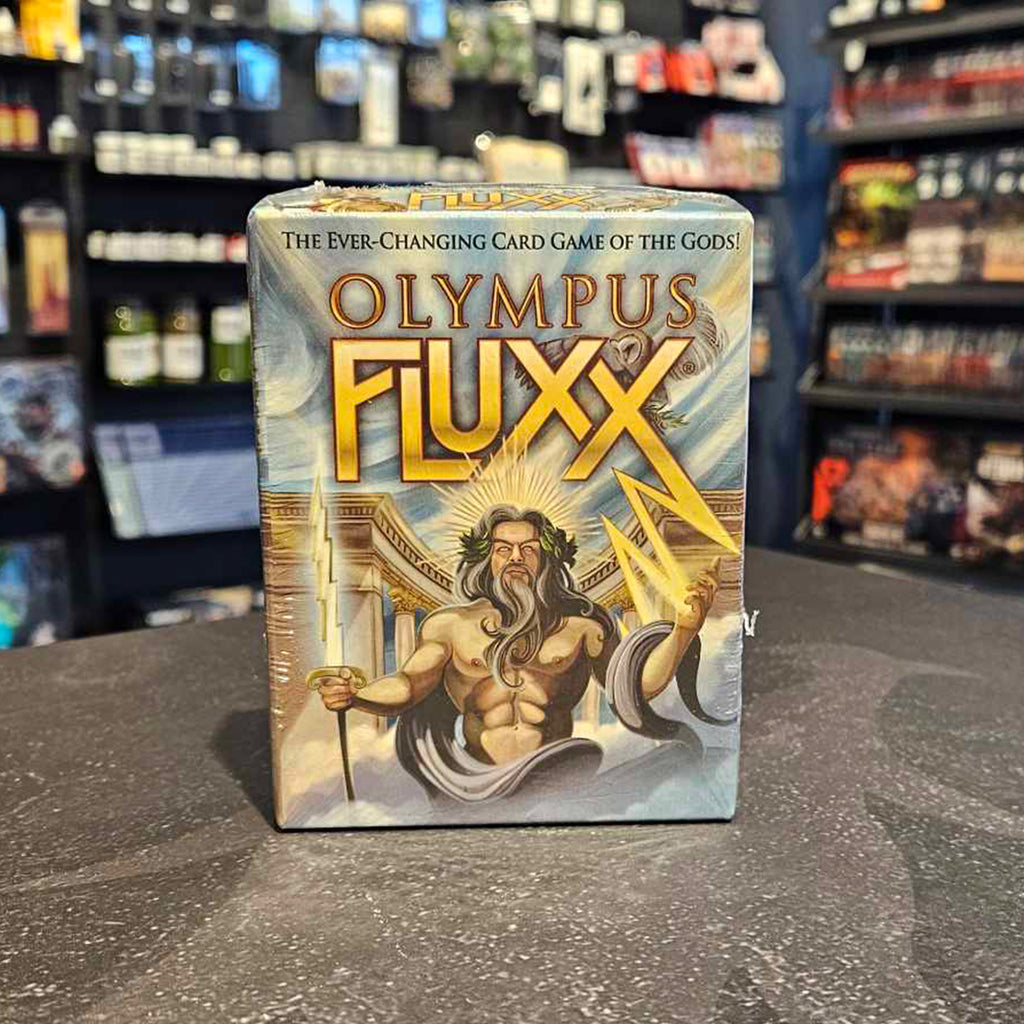 FLUXX
THE EVER-CHANGING CARD GAME OF THE GODS!
OLYMPUS
FLUXX®